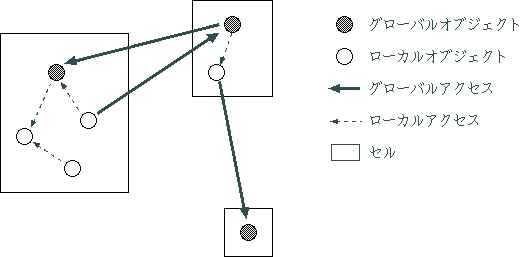 グローバルオブジェクト
ローカルオブジェクト
グローバルアクセス
ローカルアクセス
セル